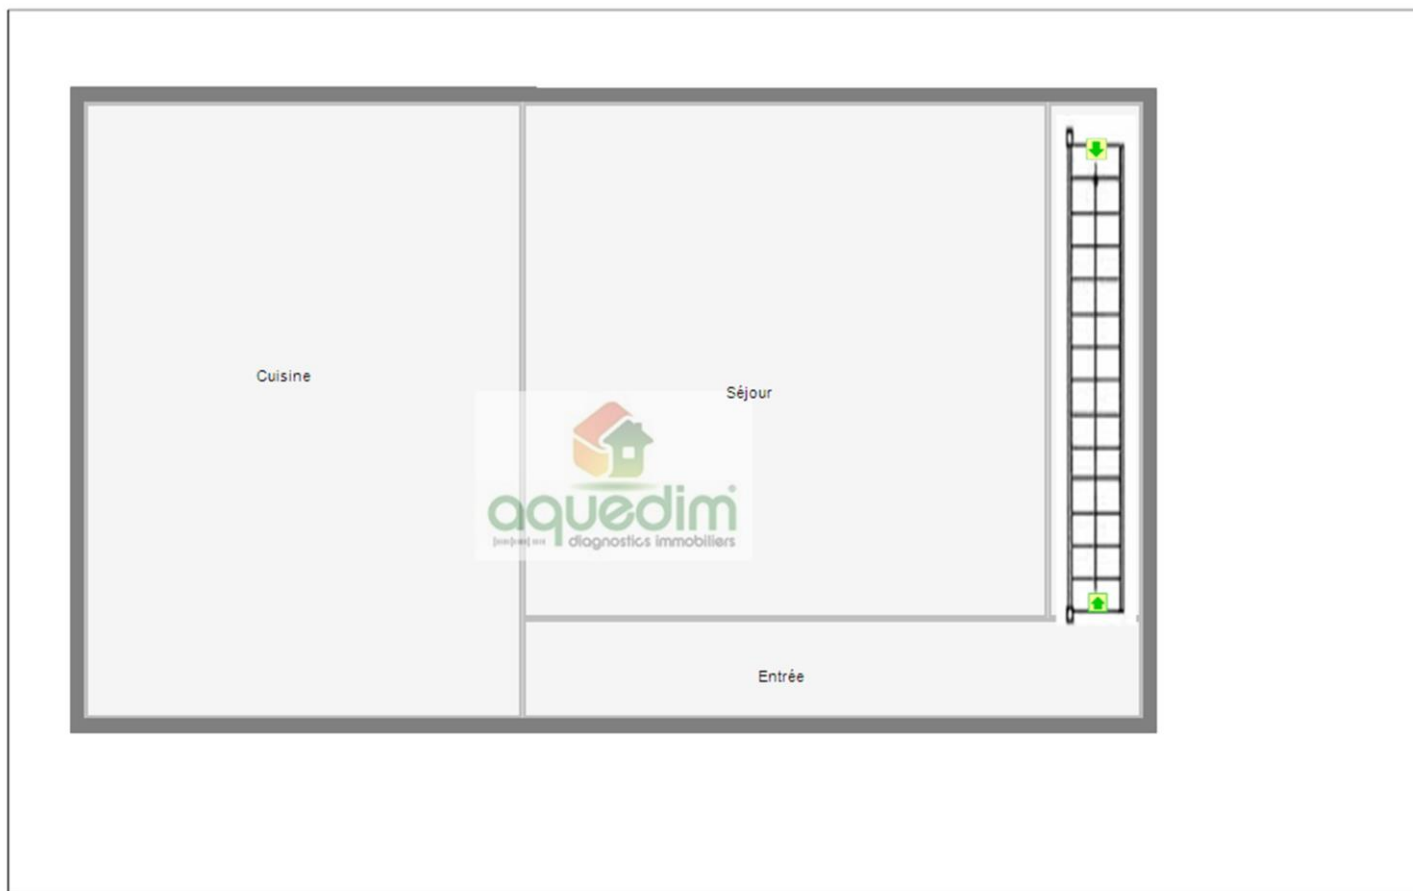 Cuisine
Séjour
aquedim
diagnostics immobiliers
Entrée